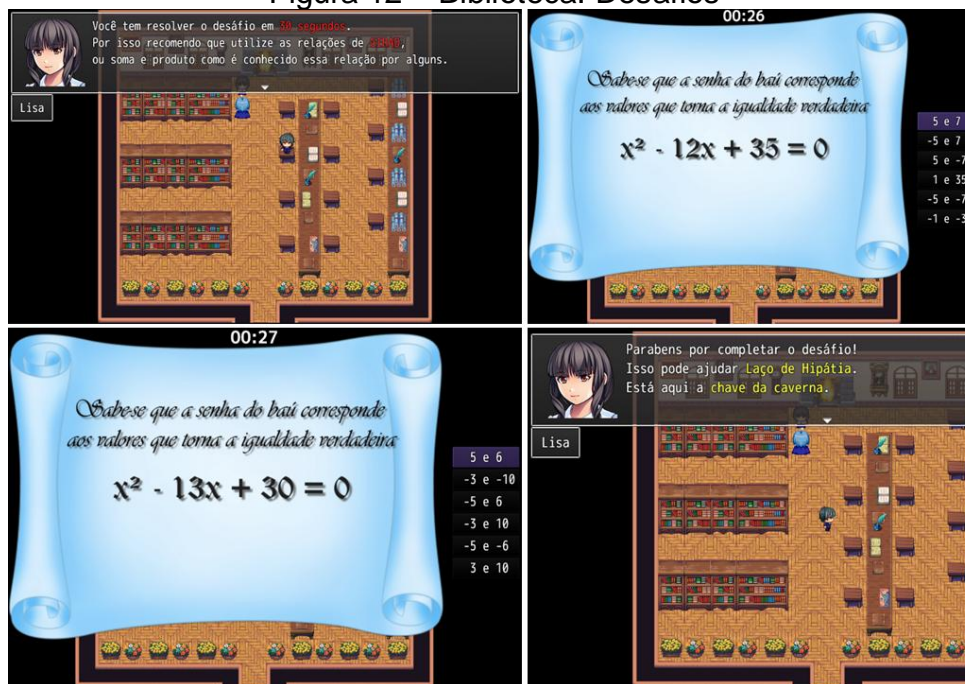 Figura 12 – Biblioteca: Desafios
Você tem resolver o desáfio em 30 segundos.
Por isso recomendo que utilize as relações de
ou soma e produto como é conhecido essa relação por alguns.
Lisa
00:26
Sabe-se que a senha do baú corresponde
aos valores que torna a igualdade verdadeira
x² - 12x + 35 = 0
5 e 7
-5 e 7
5 e -7
1 e 35
-5 e -7
-1 e -3
00:27
Sabe-se que a senha do baú corresponde
aos valores que torna a igualdade verdadeira
x² - 13x + 30 = 0
5 e 6
-3 e -10
-5 e 6
-3 e 10
-5 e -6
3 e 10
Parabens por completar o desáfio!
Isso pode ajudar Laço de Hipátia.
Está aqui a chave da caverna.
Lisa